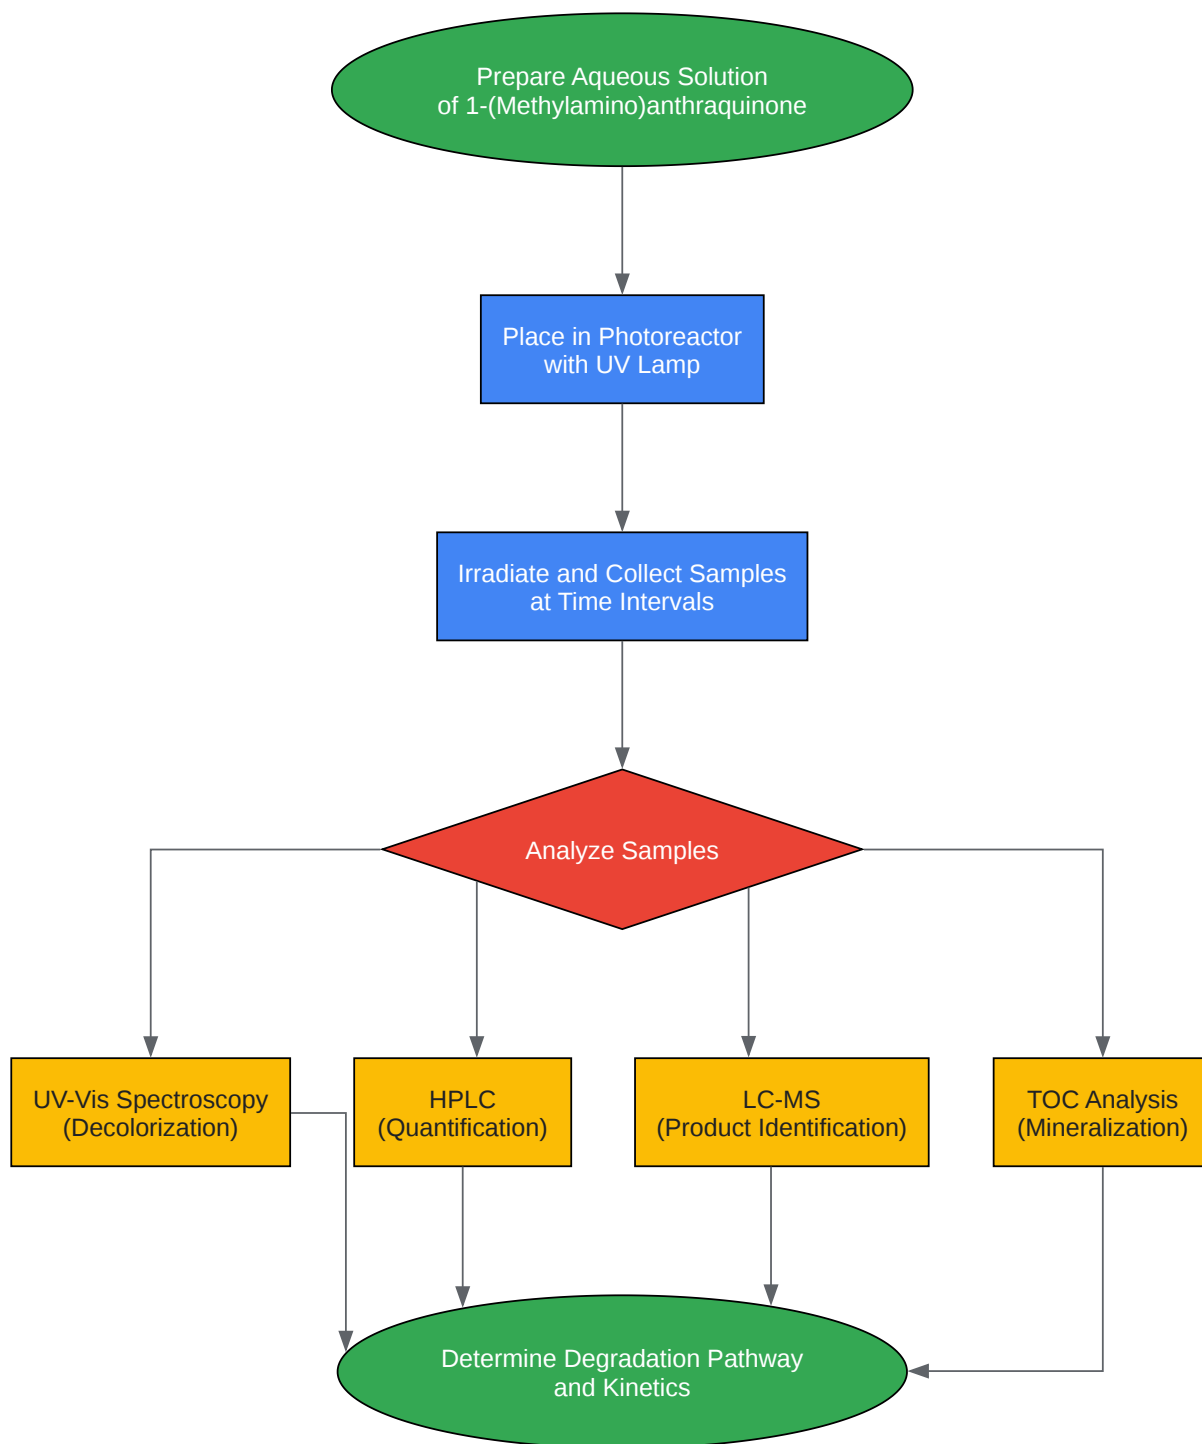 Prepare Aqueous Solution
of 1-(Methylamino)anthraquinone
Place in Photoreactor
with UV Lamp
Irradiate and Collect Samples
at Time Intervals
Analyze Samples
UV-Vis Spectroscopy
(Decolorization)
HPLC
(Quantification)
LC-MS
(Product Identification)
TOC Analysis
(Mineralization)
Determine Degradation Pathway
and Kinetics